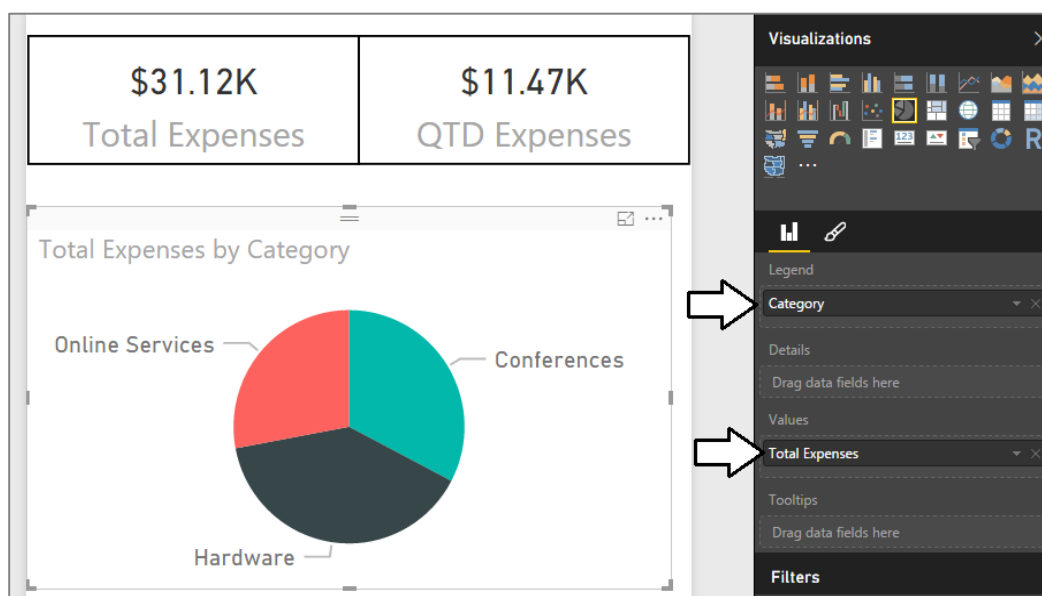 $31.12K
Total Expenses
$11.47K
QTD Expenses
Total Expenses by Category
Online Services
Conferences
Hardware
Visualizations
123
R
Legend
Category
Details
Drag data fields here
Values
Total Expenses
Tooltips
Drag data fields here
Filters